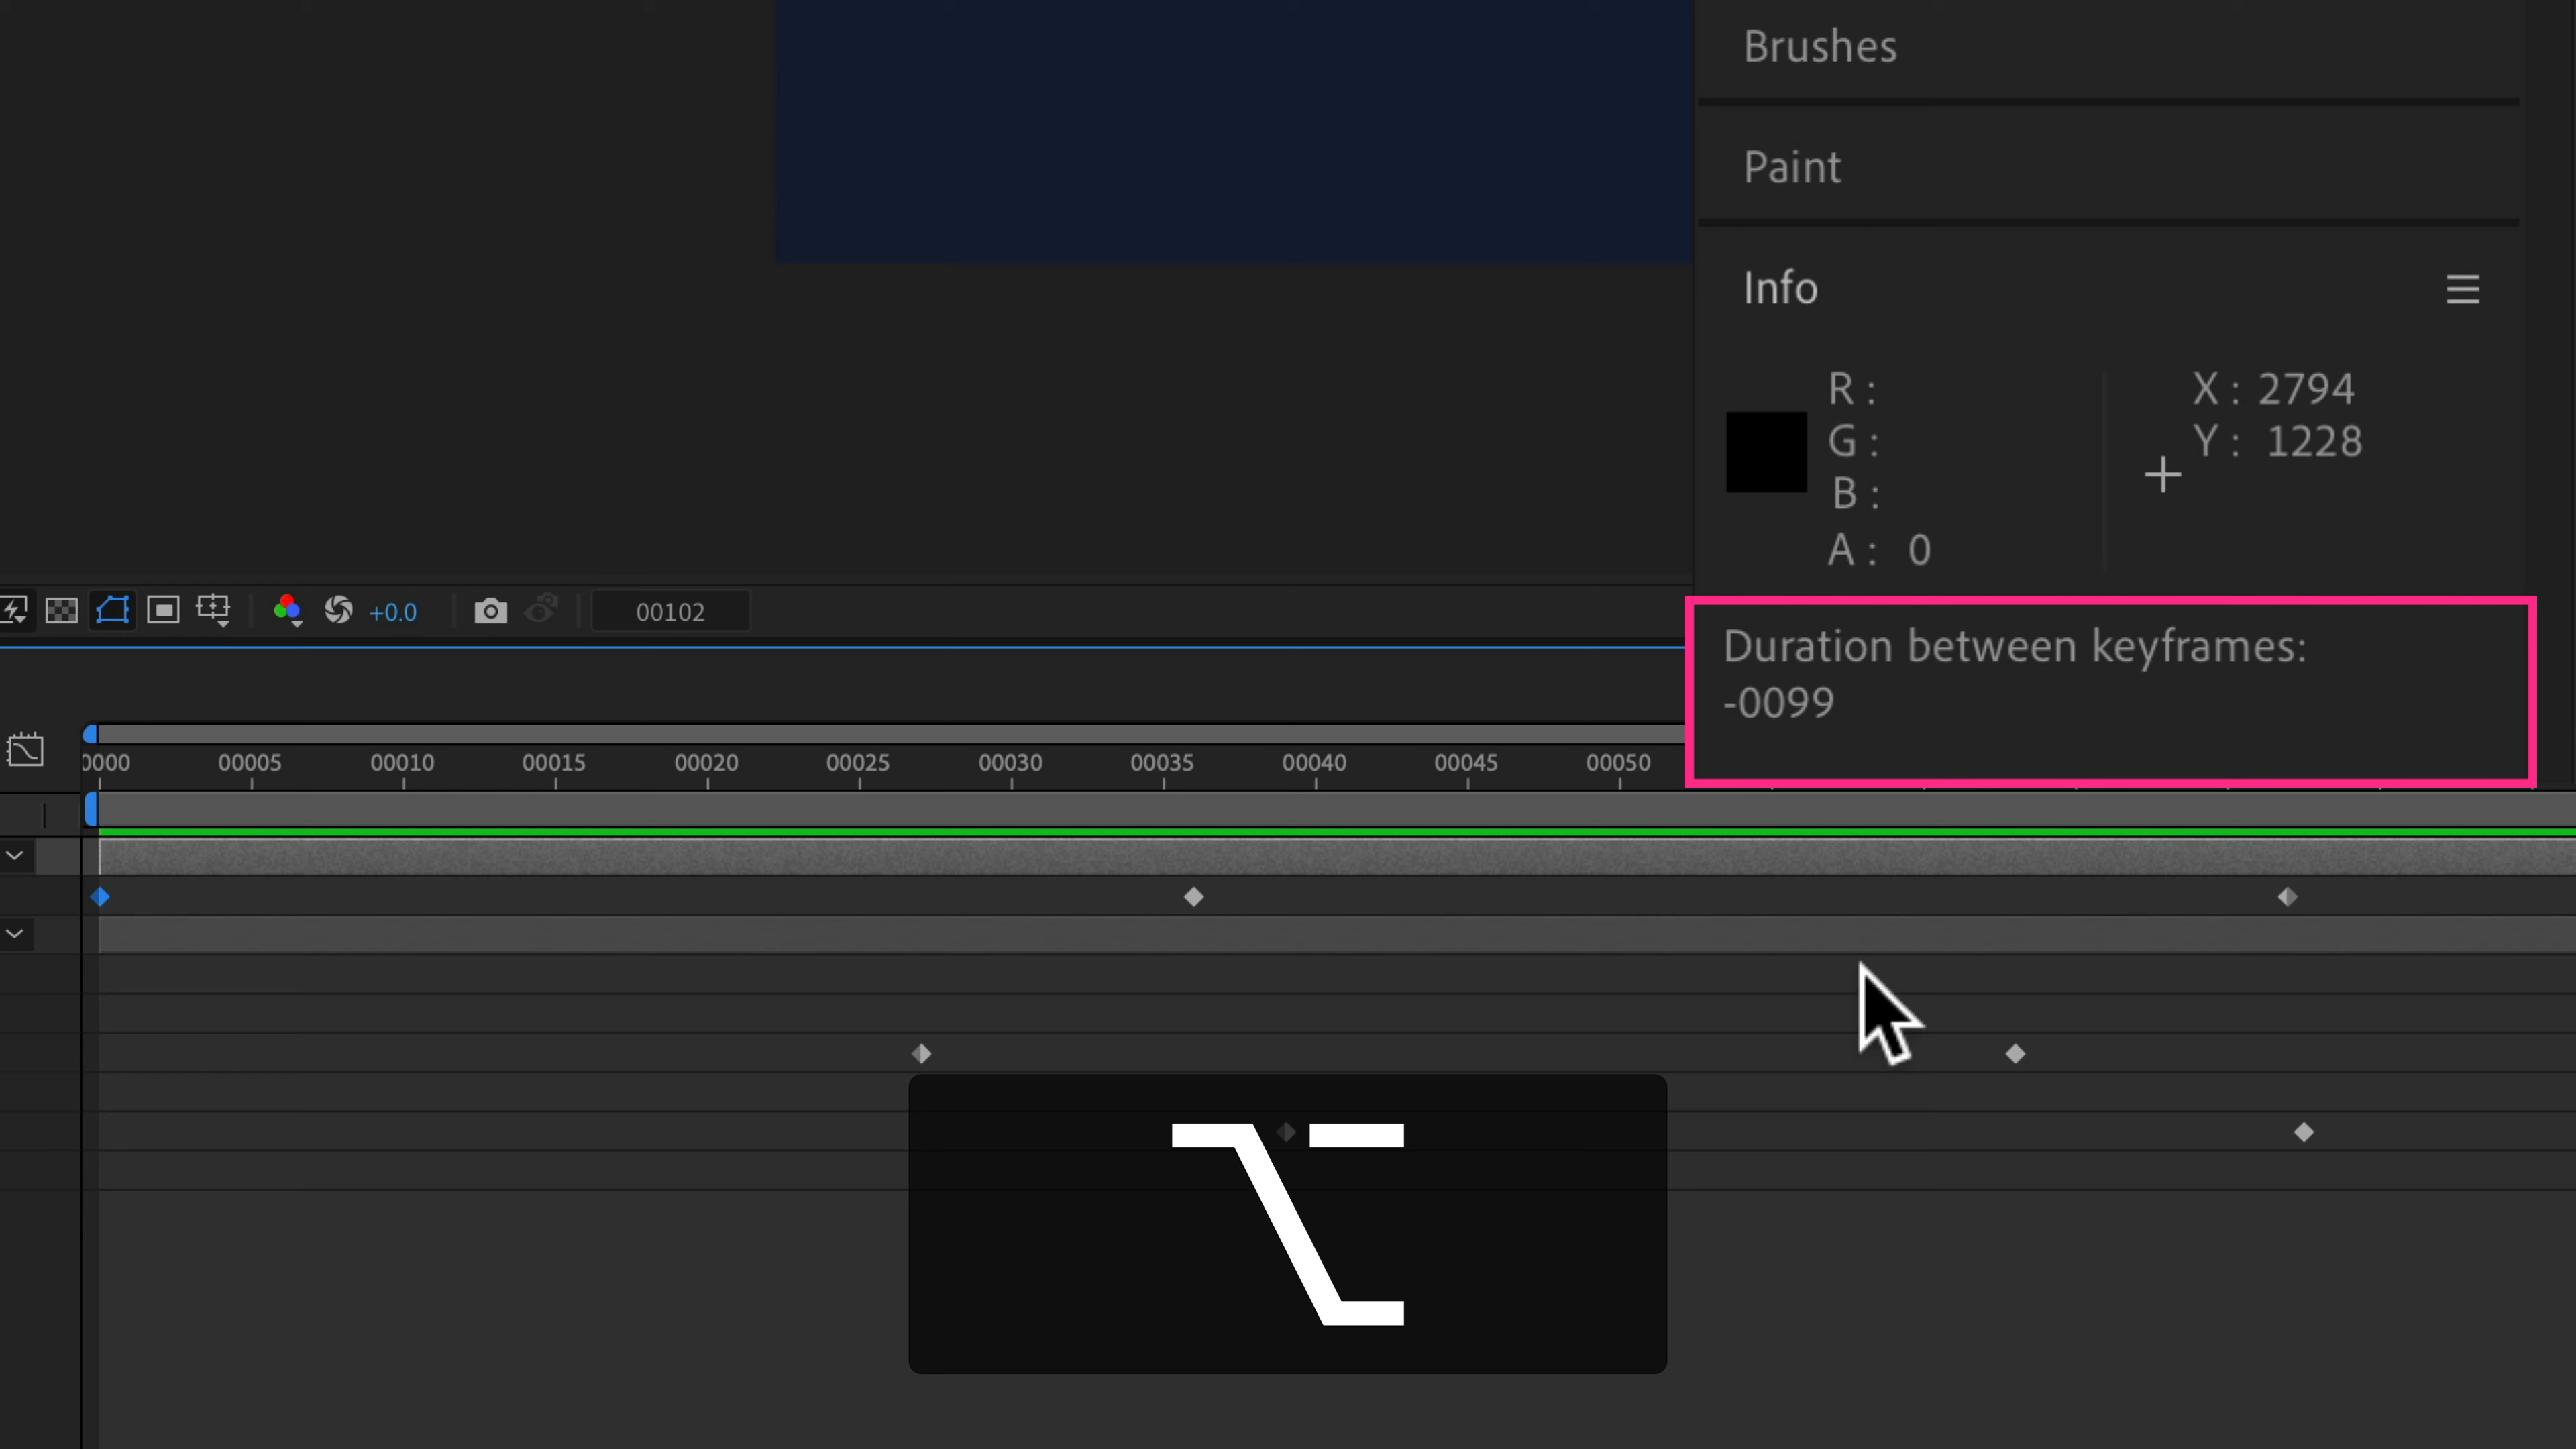 Brushes
Paint
Info
R :
G :
B :
A : 0
X : 2794
Y : 1228
+0.0
00102
Duration between keyframes:
-0099
0000 00005 00010 00015 00020 00025 00030 00035 00040 00045 00050